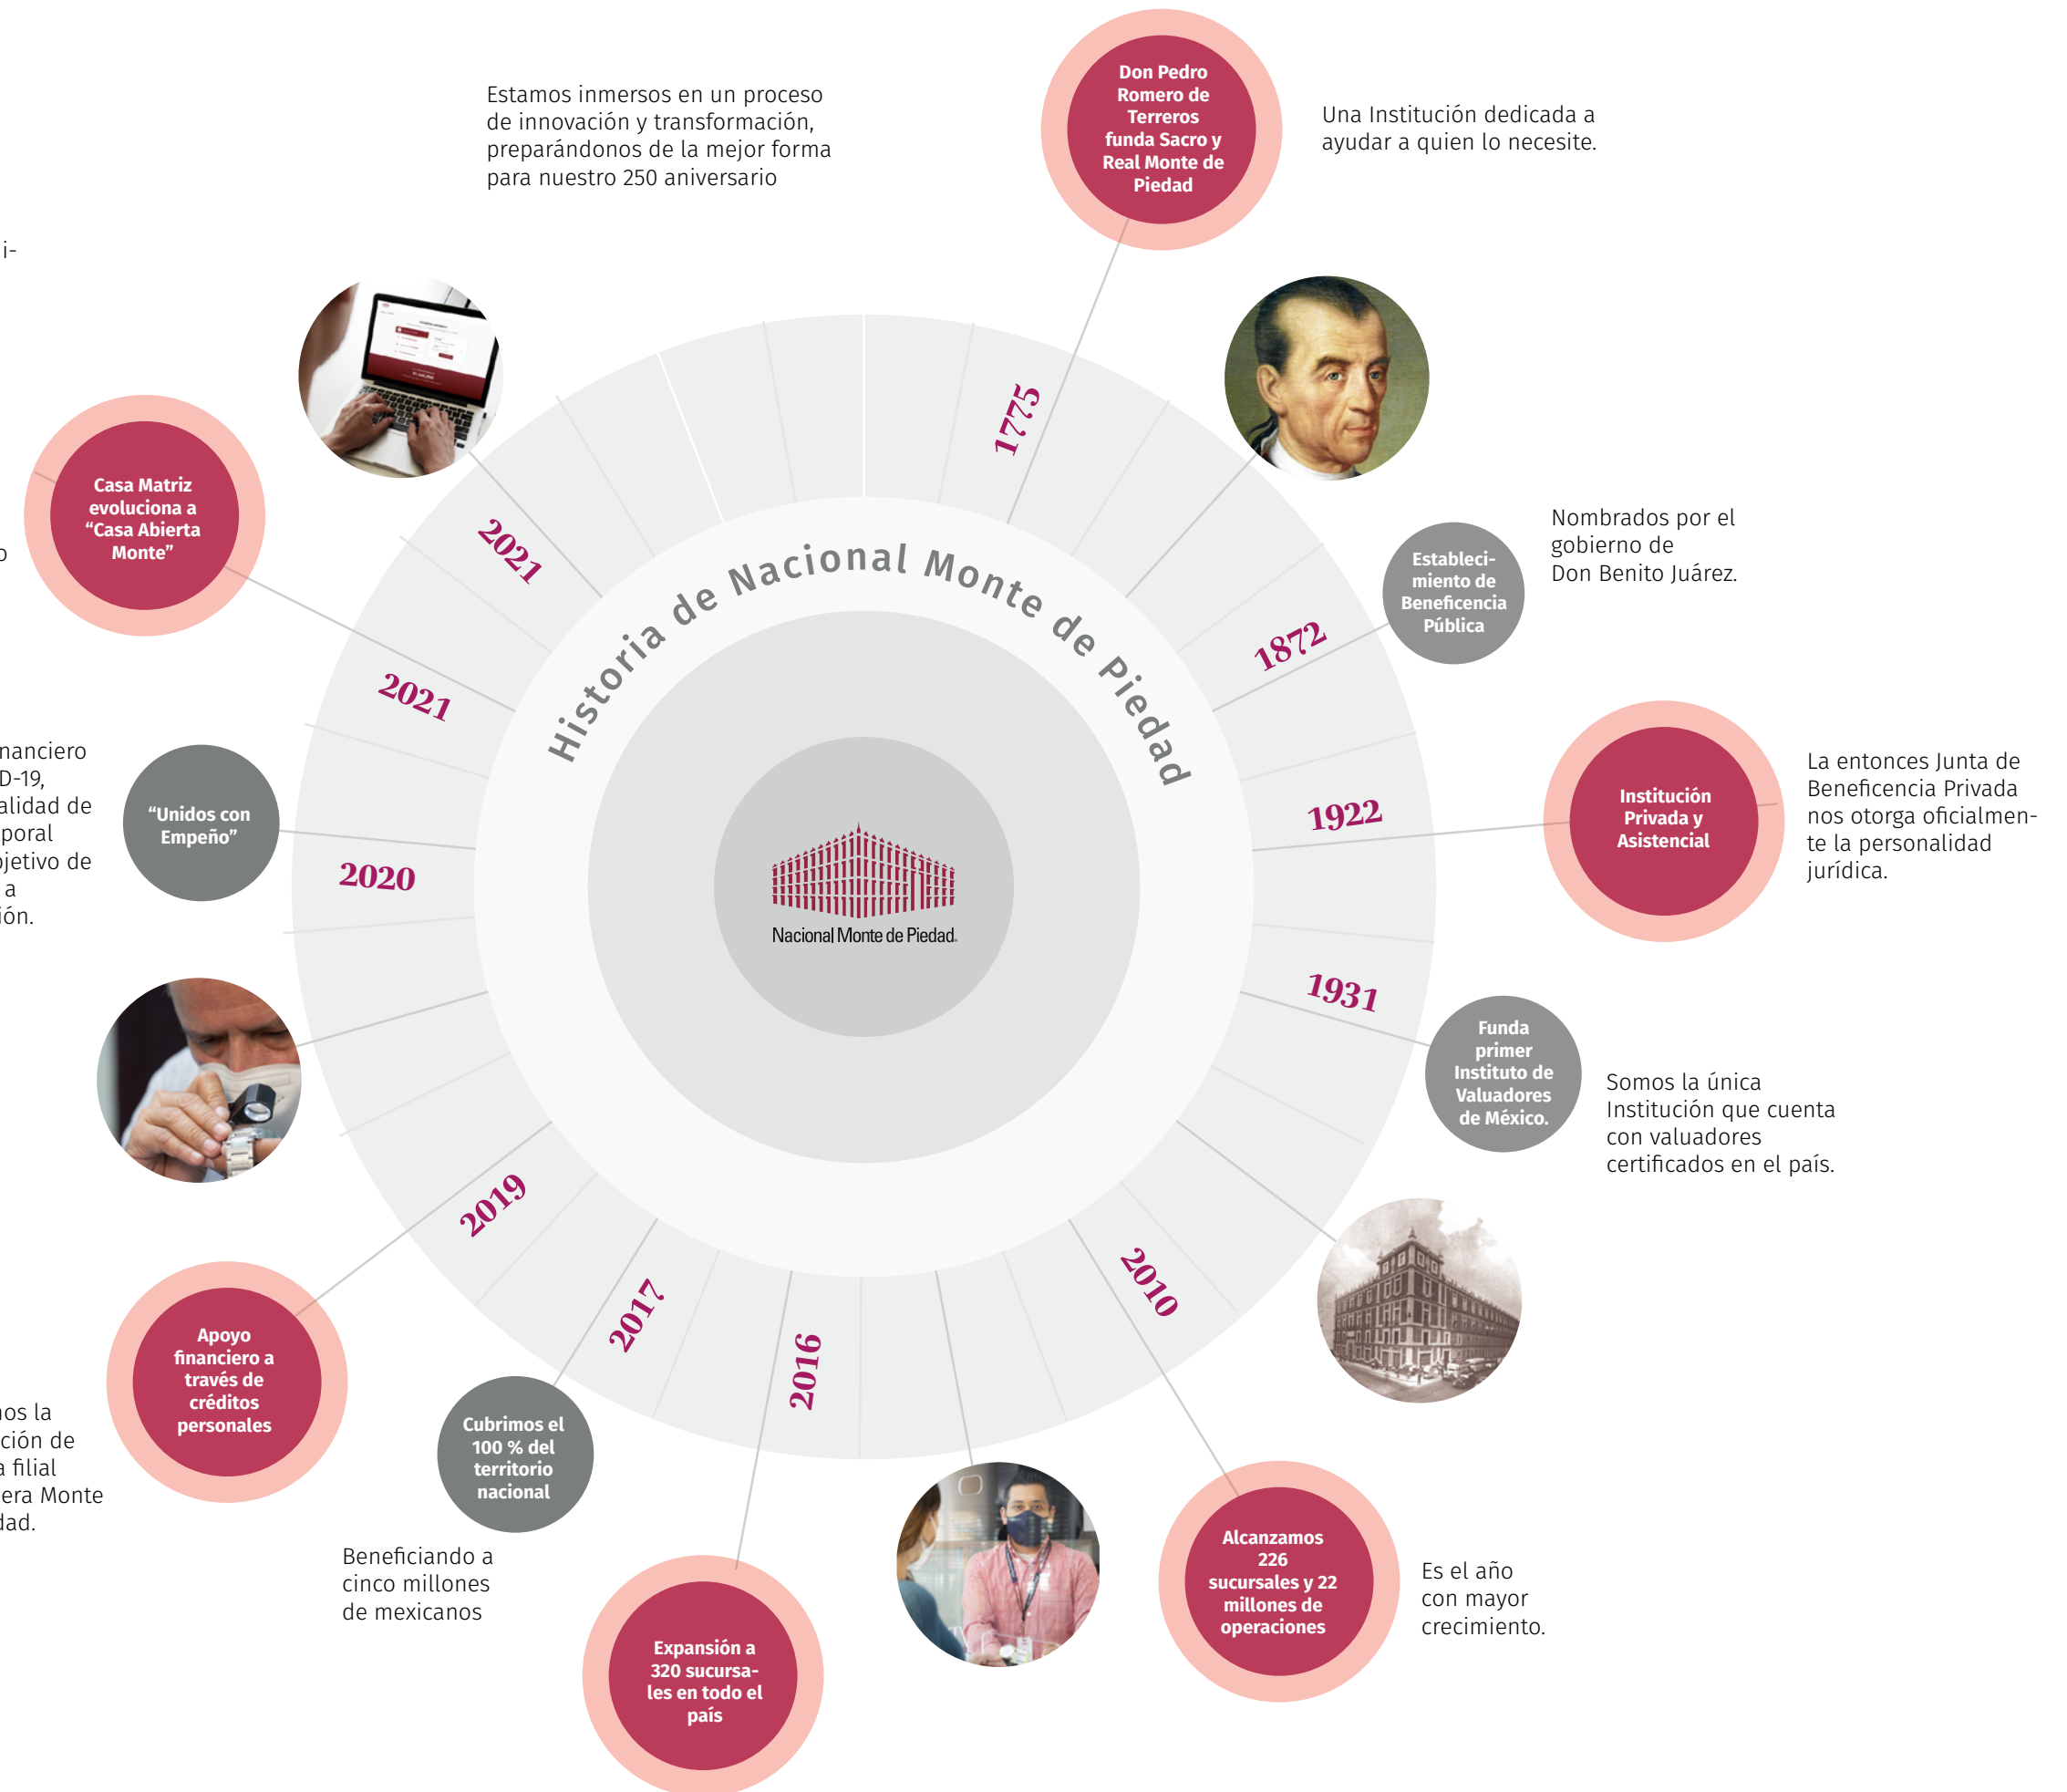 Estamos inmersos en un proceso
de innovación y transformación,
preparándonos de la mejor forma
para nuestro 250 aniversario
Don Pedro
Romero de
Terreros
funda Sacro y
Real Monte de
Piedad
Una Institución dedicada a
ayudar a quien lo necesite.
1775
Historia de Nacional Monte de Piedad
Nacional Monte de Piedad
1872
Estableci-
miento de
Beneficencia
Pública
Nombrados por el
gobierno de
Don Benito Juárez.
1922
Institución
Privada y
Asistencial
La entonces Junta de
Beneficencia Privada
nos otorga oficialmen-
te la personalidad
jurídica.
1931
Funda
primer
Instituto de
Valuadores
de México.
Somos la única
Institución que cuenta
con valuadores
certificados en el país.
2010
Alcanzamos
226
sucursales y 22
millones de
operaciones
Es el año
con mayor
crecimiento.
2016
Expansión a
320 sucursa-
les en todo el
país
2017
Cubrimos el
100 % del
territorio
nacional
Beneficiando a
cinco millones
de mexicanos
2019
Apoyo
financiero a
través de
créditos
personales
la
de
filial
Monte
2020
“Unidos con
Empeño”
de
de
a
2021
Casa Matriz
evoluciona a
“Casa Abierta
Monte”
i-
2021